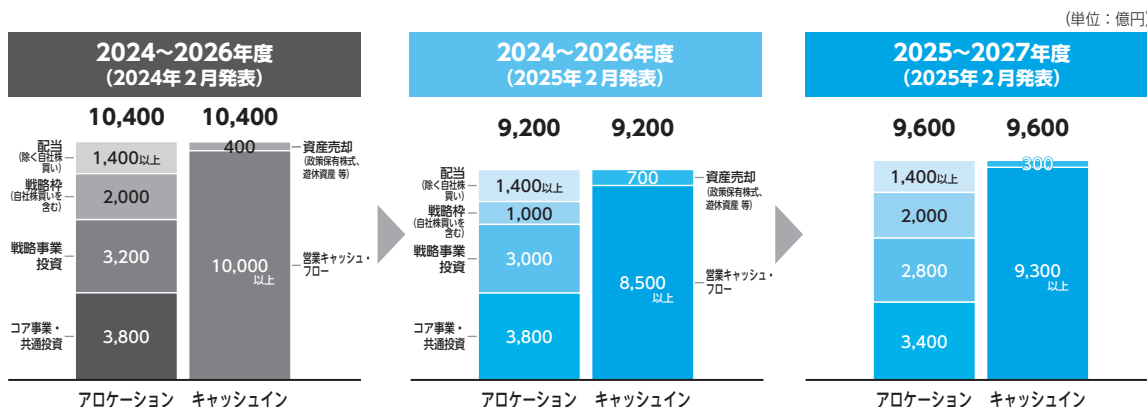 (単位：億円)
2024～2026年度
(2024年２月発表)
10,400
10,400
配当
(除く自社株
買い)
1,400以上
戦略枠
(自社株買いを
含む)
2,000
戦略事業
投資
3,200
コア事業・
共通投資
3,800
400
資産売却
(政策保有株式、
遊休資産 等)
10,000
以上
営業キャッシュ・
フロー
アロケーション
キャッシュイン
2024～2026年度
(2025年２月発表)
9,200
9,200
配当
(除く自社株
買い)
1,400以上
戦略枠
(自社株買いを
含む)
1,000
戦略事業
投資
3,000
コア事業・
共通投資
3,800
700
資産売却
(政策保有株式、
遊休資産 等)
8,500
以上
営業キャッシュ・
フロー
アロケーション
キャッシュイン
2025～2027年度
(2025年２月発表)
9,600
9,600
1,400以上
2,000
2,800
3,400
300
9,300
以上
アロケーション
キャッシュイン